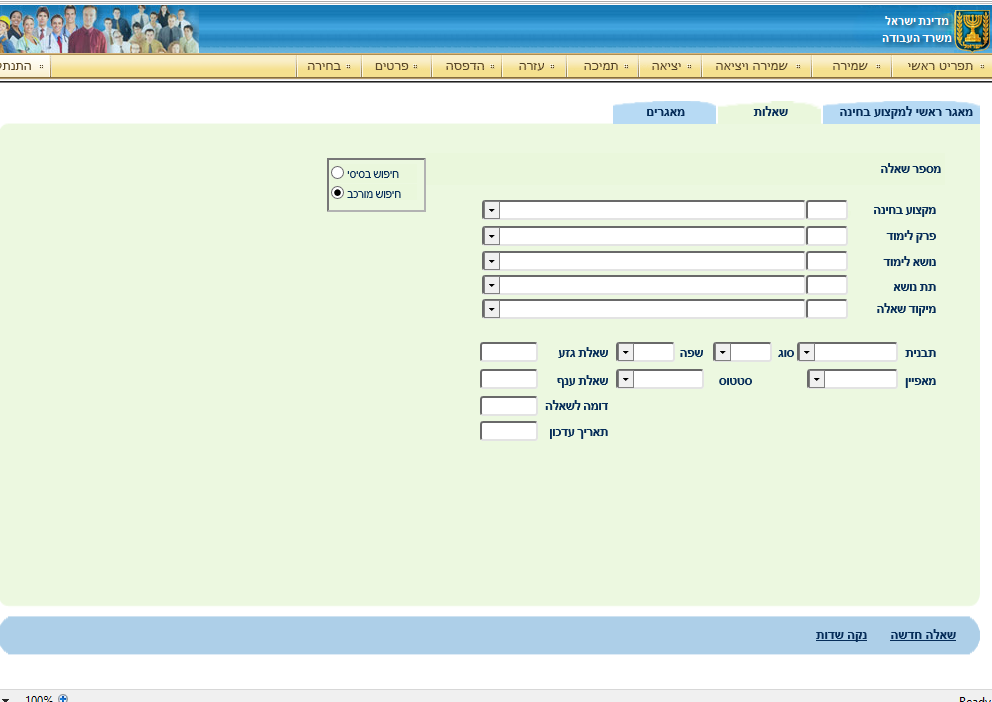 מדינת ישראל
משרד העבודה
תפריט ראשי
שמירה
שמירה ויציאה
יציאה
תמיכה
עזרה
הדפסה
פרטים
בחירה
התנתק
מאגר ראשי למקצוע בחינה
שאלות
מאגרים
מספר שאלה
חיפוש בסיסי
חיפוש מורכב
מקצוע בחינה
פרק לימוד
נושא לימוד
תת נושא
מיקוד שאלה
תבנית
סוג
שפה
שאלת גזע
מאפיין
סטטוס
שאלת ענף
דומה לשאלה
תאריך עדכון
שאלה חדשה
נקה שדות
100%
Ready